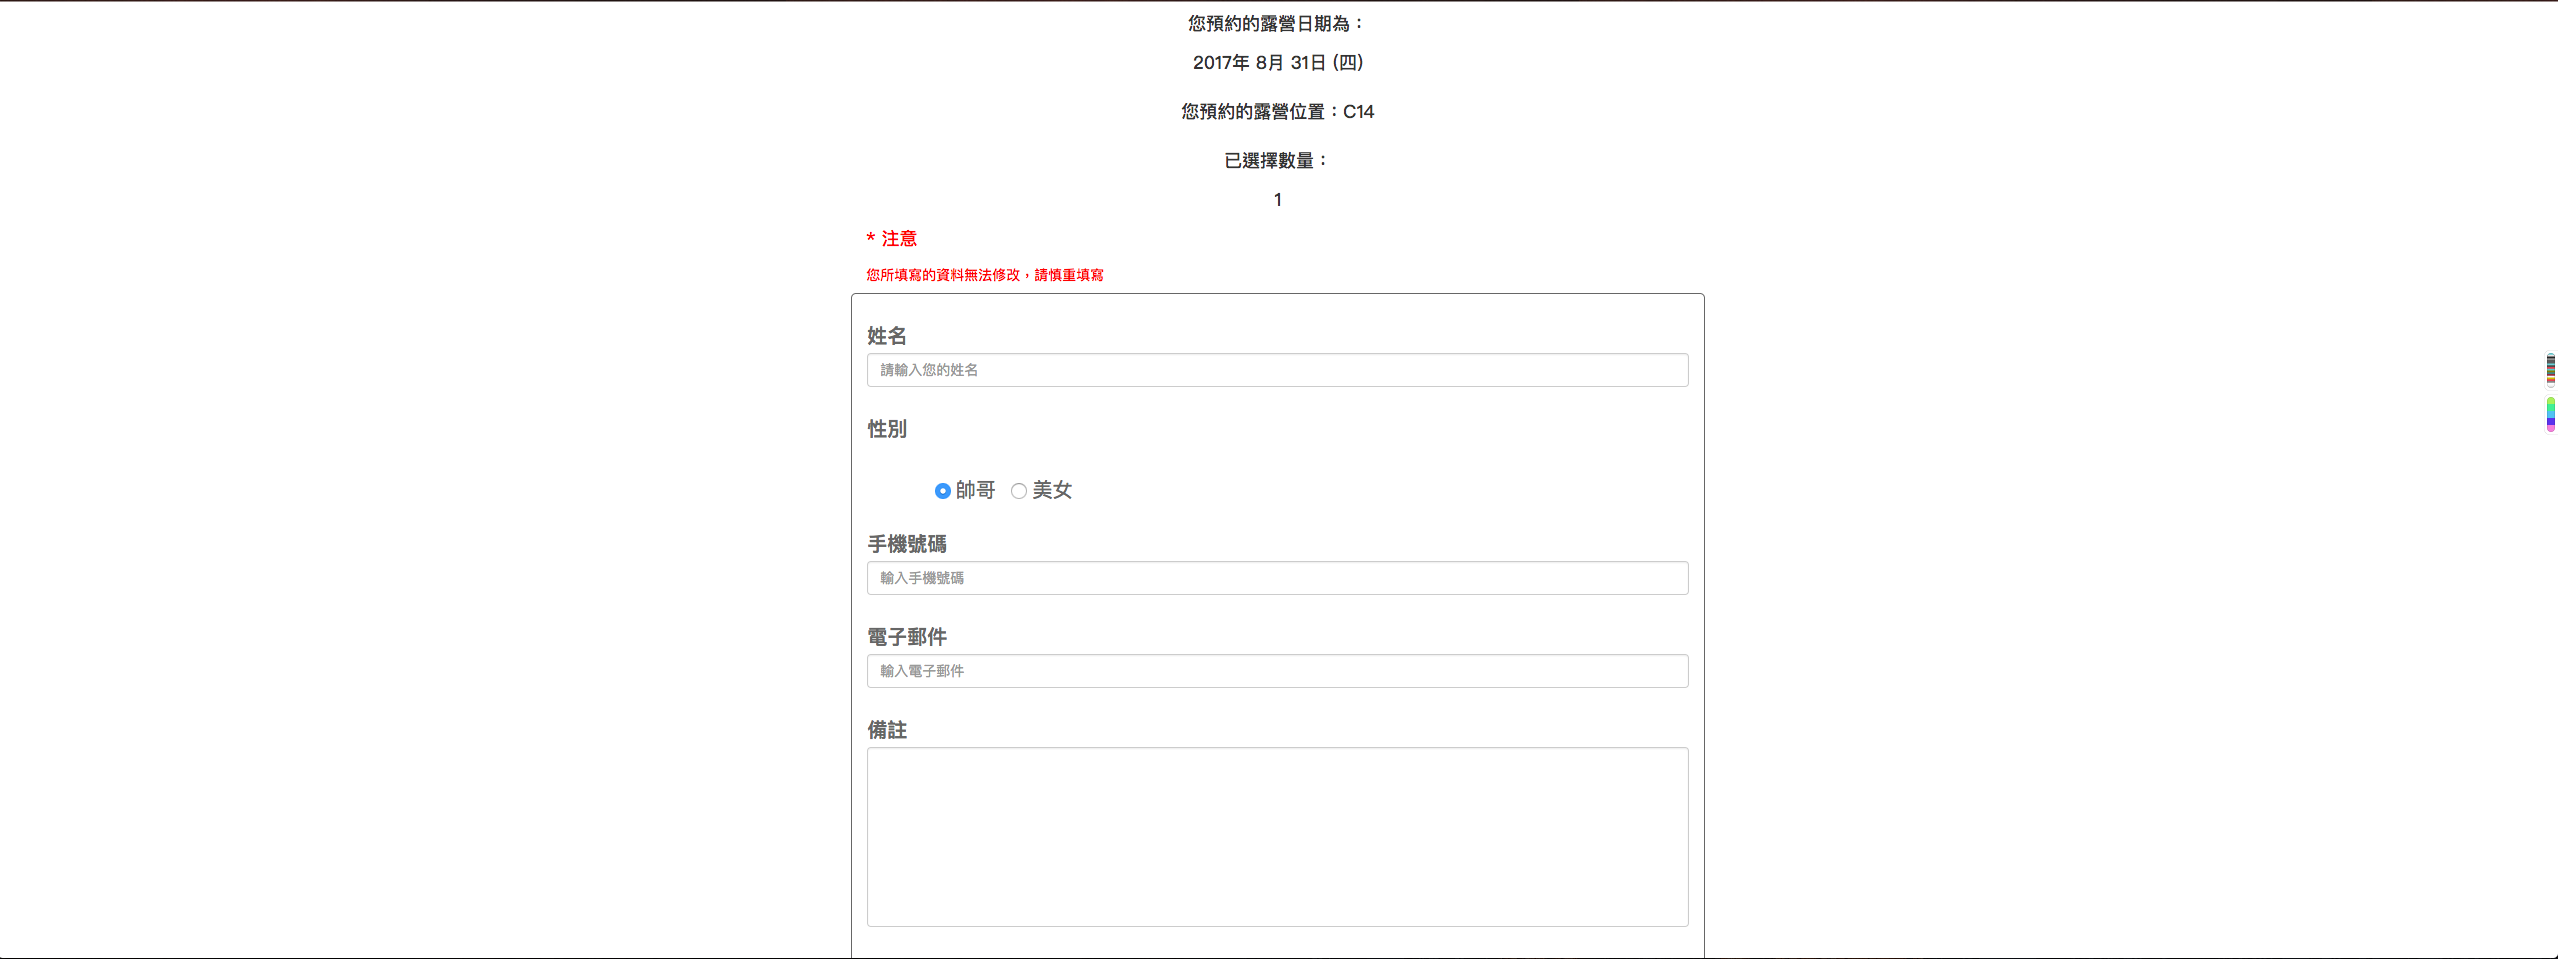 您預約的露營日期為：
2017年 8月 31日 (四)
您預約的露營位置：C14
已選擇數量：
1
* 注意
您所填寫的資料無法修改，請慎重填寫
姓名
請輸入您的姓名
性別
帥哥 美女
手機號碼
輸入手機號碼
電子郵件
輸入電子郵件
備註